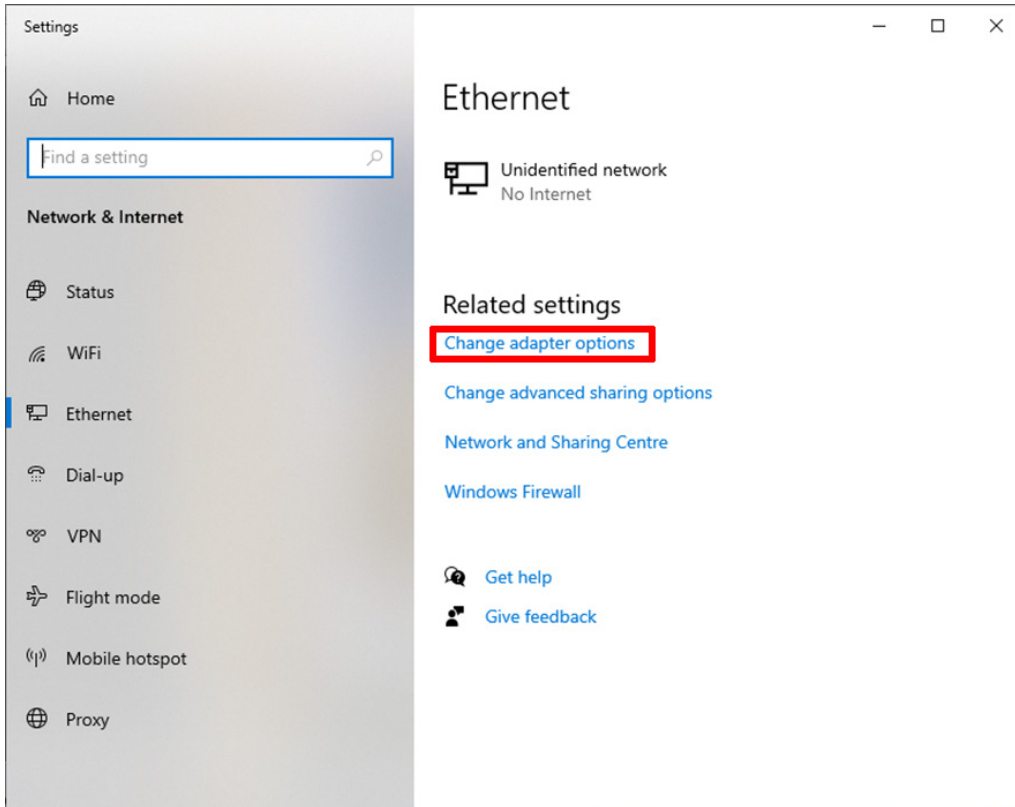 Settings
Home
Find a setting
Network & Internet
Status
WiFi
Ethernet
Dial-up
VPN
Flight mode
Mobile hotspot
Proxy
Ethernet
Unidentified network
No Internet
Related settings
Change adapter options
Change advanced sharing options
Network and Sharing Centre
Windows Firewall
Get help
Give feedback